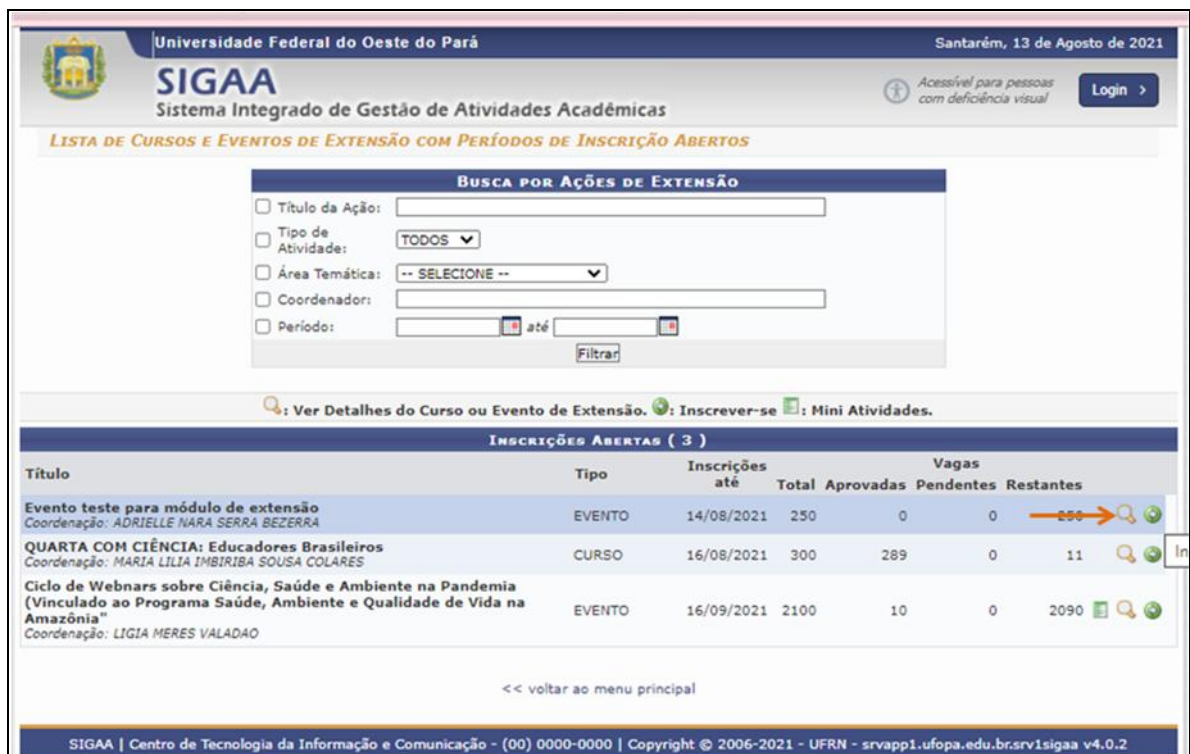 Universidade Federal do Oeste do Pará
Santarém, 13 de Agosto de 2021
SIGAA
Sistema Integrado de Gestão de Atividades Acadêmicas
Acessível para pessoas
com deficiência visual
Login >
LISTA DE CURSOS E EVENTOS DE EXTENSÃO COM PERÍODOS DE INSCRIÇÃO ABERTOS
BUSCA POR AÇÕES DE EXTENSÃO
Título da Ação:
Tipo de
Atividade:
TODOS
Área Temática:
-- SELECIONE --
Coordenador:
Período:
até
Filtrar
: Ver Detalhes do Curso ou Evento de Extensão. : Inscrever-se : Mini Atividades.
INSCRIÇÕES ABERTAS ( 3 )
Título Tipo Inscrições até Vagas
Total Aprovadas Pendentes Restantes
Evento teste para módulo de extensão EVENTO 14/08/2021 250 0 0 250
Coordenação: ADRIELLE NARA SERRA BEZERRA
QUARTA COM CIÊNCIA: Educadores Brasileiros CURSO 16/08/2021 300 289 0 11
Coordenação: MARIA LILIA IMBIRIBA SOUSA COLARES
In
Ciclo de Webnars sobre Ciência, Saúde e Ambiente na Pandemia
(Vinculado ao Programa Saúde, Ambiente e Qualidade de Vida na
Amazônia" EVENTO 16/09/2021 2100 10 0 2090
Coordenação: LIGIA MERES VALADAO
<< voltar ao menu principal
SIGAA | Centro de Tecnologia da Informação e Comunicação - (00) 0000-0000 | Copyright © 2006-2021 - UFRN - srvapp1.ufopa.edu.br.srv1sigaa v4.0.2